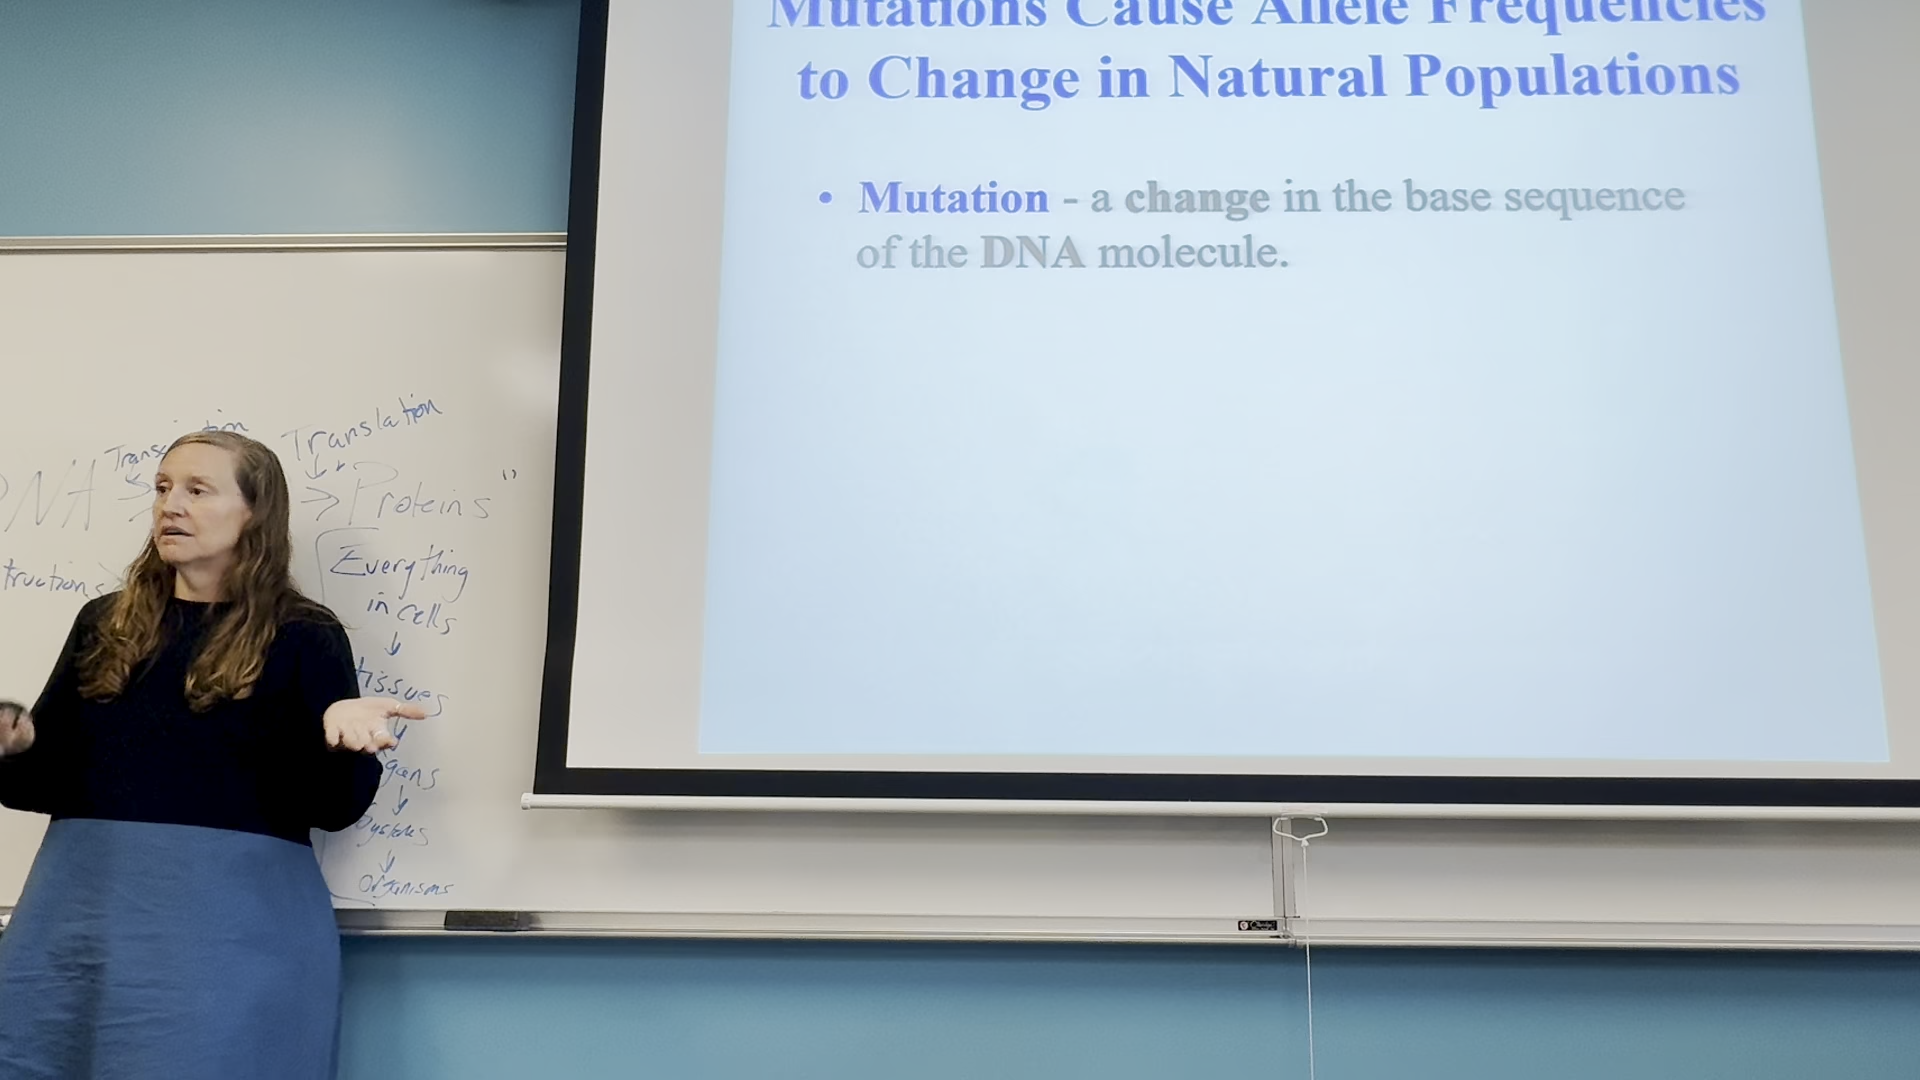 Mutations Cause Allele Frequencies
to Change in Natural Populations
• Mutation - a change in the base sequence
of the DNA molecule.
Translation
DNA > > Proteins"
Everything
in cells
↓
tissues
↓
↓
systems
↓
organisms